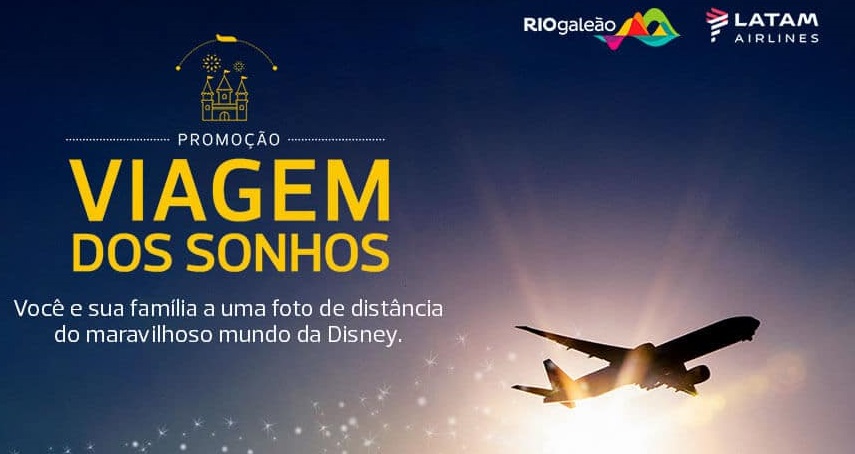 RIOgaleão
LATAM
AIRLINES
PROMOÇÃO
VIAGEM
DOS SONHOS
Você e sua família a uma foto de distância
do maravilhoso mundo da Disney.